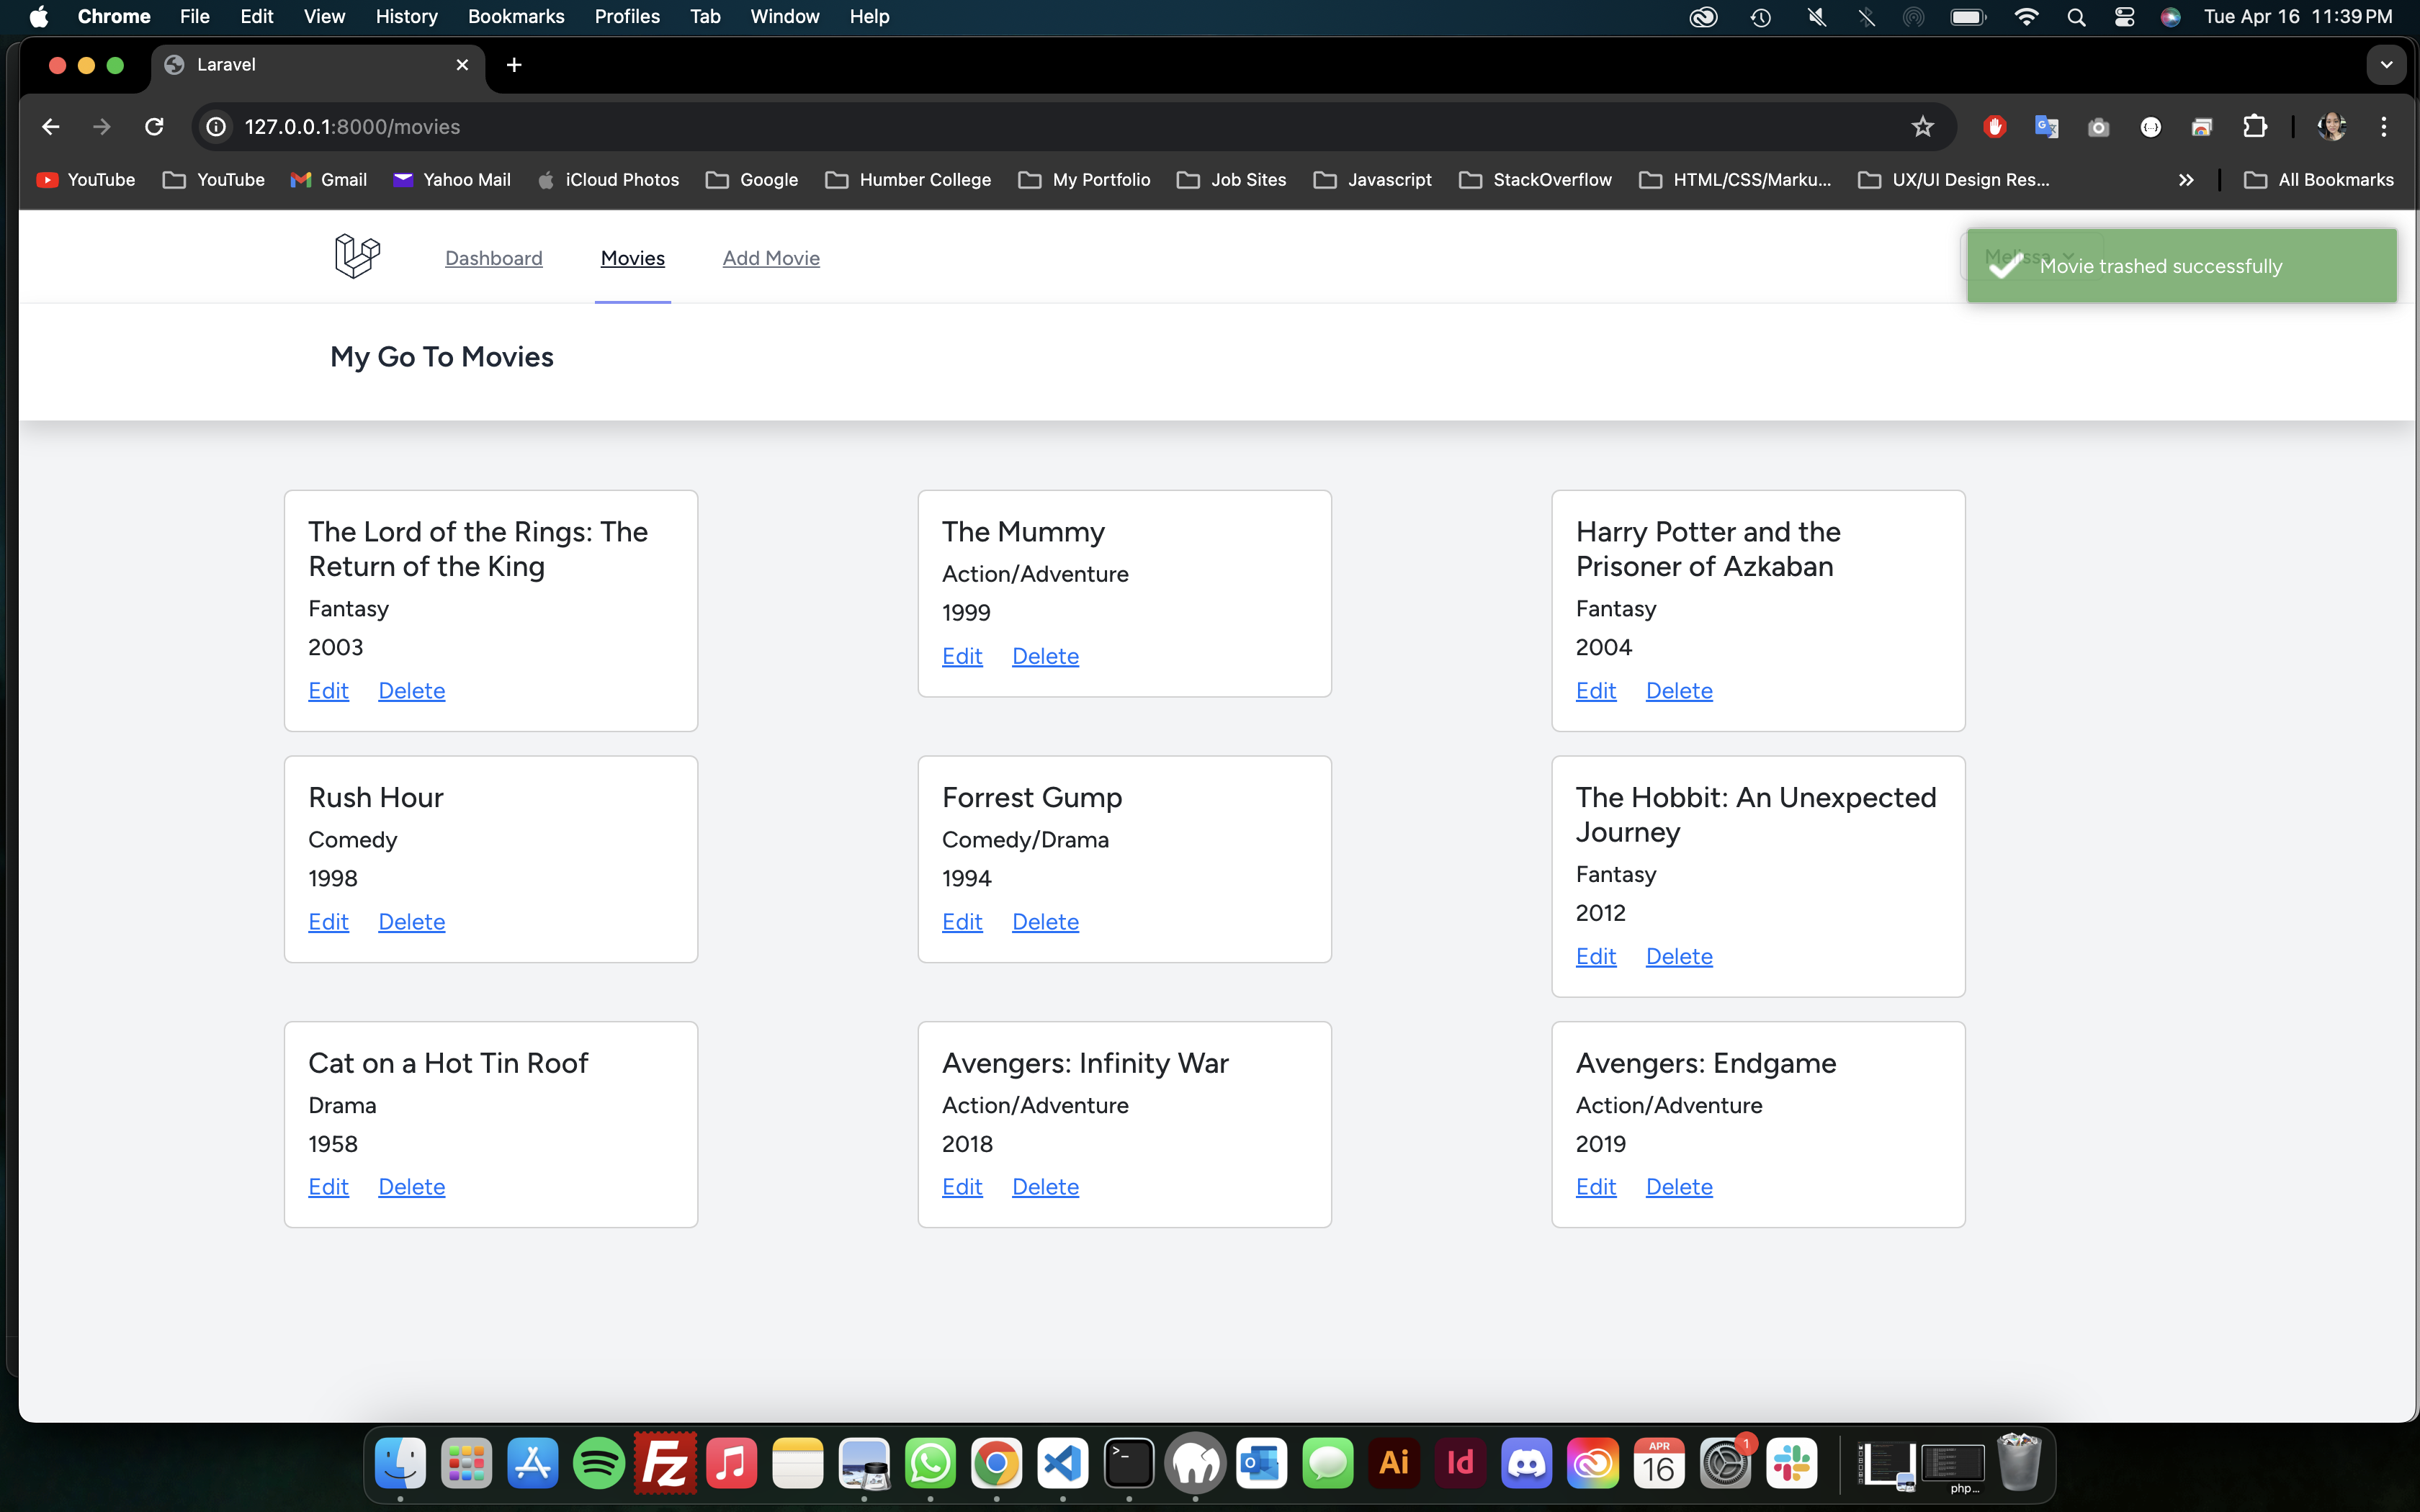 Chrome File Edit View History Bookmarks Profiles Tab Window Help Tue Apr 16 11:39 PM
Laravel
127.0.0.1:8000/movies
YouTube YouTube Gmail Yahoo Mail iCloud Photos Google Humber College My Portfolio Job Sites Javascript StackOverflow HTML/CSS/Marku... UX/UI Design Res... All Bookmarks
Dashboard Movies Add Movie Melissa
Movie trashed successfully
My Go To Movies
The Lord of the Rings: The
Return of the King
Fantasy
2003
Edit Delete
The Mummy
Action/Adventure
1999
Edit Delete
Harry Potter and the
Prisoner of Azkaban
Fantasy
2004
Edit Delete
Rush Hour
Comedy
1998
Edit Delete
Forrest Gump
Comedy/Drama
1994
Edit Delete
The Hobbit: An Unexpected
Journey
Fantasy
2012
Edit Delete
Cat on a Hot Tin Roof
Drama
1958
Edit Delete
Avengers: Infinity War
Action/Adventure
2018
Edit Delete
Avengers: Endgame
Action/Adventure
2019
Edit Delete
Fz
Ai
Id
APR
16
1
php...